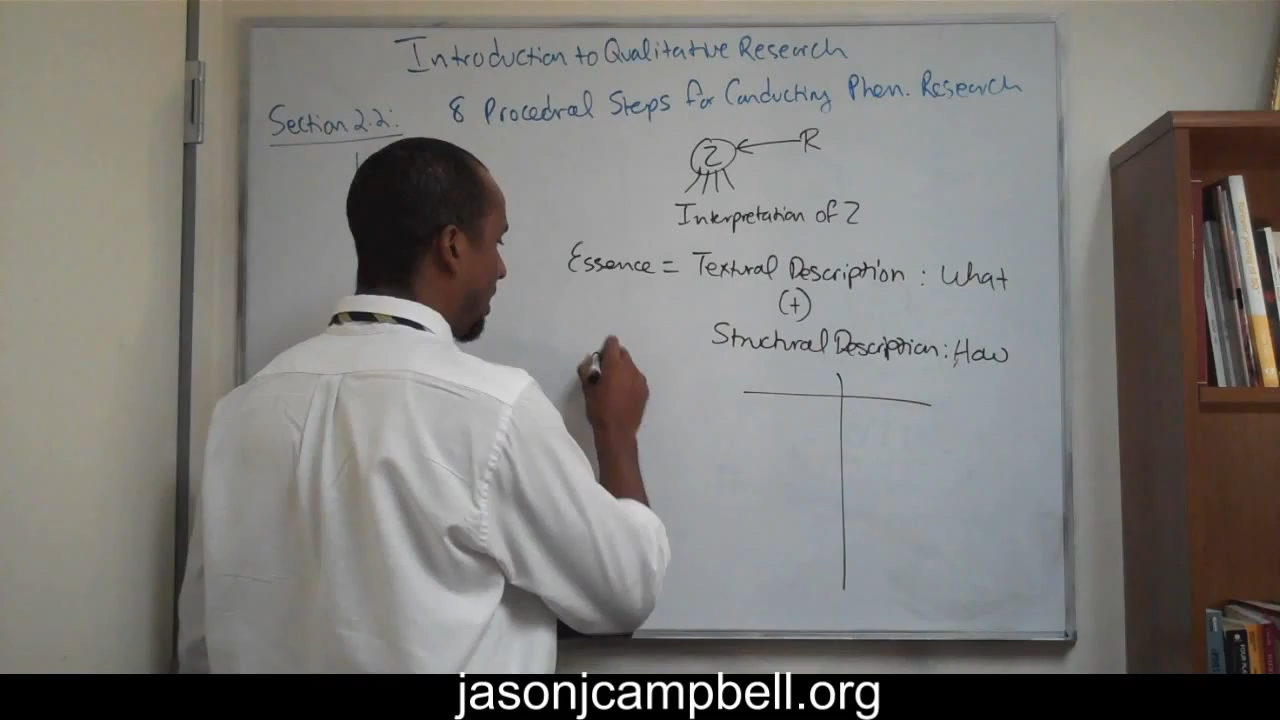 Introduction to Qualitative Research
Section 2.2: 8 Procedral Steps for Conducting Phen. Research
Z R
Interpretation of Z
Essence = Textural Description : What
(+)
Structural Description : How
jasonjcampbell.org